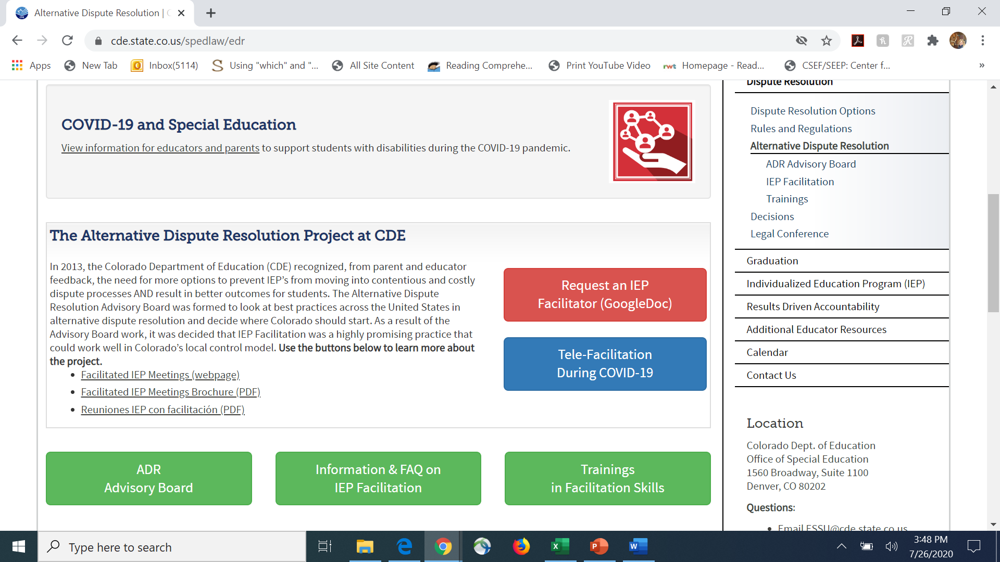 Alternative Dispute Resolution |
cde.state.co.us/spedlaw/edr
Apps
New Tab
Inbox(5114)
Using "which" and "...
All Site Content
Reading Comprehe...
Print YouTube Video
rwt
Homepage - Read...
CSEF/SEEP: Center f...
»
COVID-19 and Special Education
View information for educators and parents to support students with disabilities during the COVID-19 pandemic.
The Alternative Dispute Resolution Project at CDE
In 2013, the Colorado Department of Education (CDE) recognized, from parent and educator
feedback, the need for more options to prevent IEP’s from moving into contentious and costly
dispute processes AND result in better outcomes for students. The Alternative Dispute
Resolution Advisory Board was formed to look at best practices across the United States in
alternative dispute resolution and decide where Colorado should start. As a result of the
Advisory Board work, it was decided that IEP Facilitation was a highly promising practice that
could work well in Colorado’s local control model. Use the buttons below to learn more about
the project.
Facilitated IEP Meetings (webpage)
Facilitated IEP Meetings Brochure (PDF)
Reuniones IEP con facilitación (PDF)
Request an IEP
Facilitator (GoogleDoc)
Tele-Facilitation
During COVID-19
ADR
Advisory Board
Information & FAQ on
IEP Facilitation
Trainings
in Facilitation Skills
Dispute Resolution
Dispute Resolution Options
Rules and Regulations
Alternative Dispute Resolution
ADR Advisory Board
IEP Facilitation
Trainings
Decisions
Legal Conference
Graduation
Individualized Education Program (IEP)
Results Driven Accountability
Additional Educator Resources
Calendar
Contact Us
Location
Colorado Dept. of Education
Office of Special Education
1560 Broadway, Suite 1100
Denver, CO 80202
Questions:
Email ESSU@cde.state.co.us
Type here to search
3:48 PM
7/26/2020